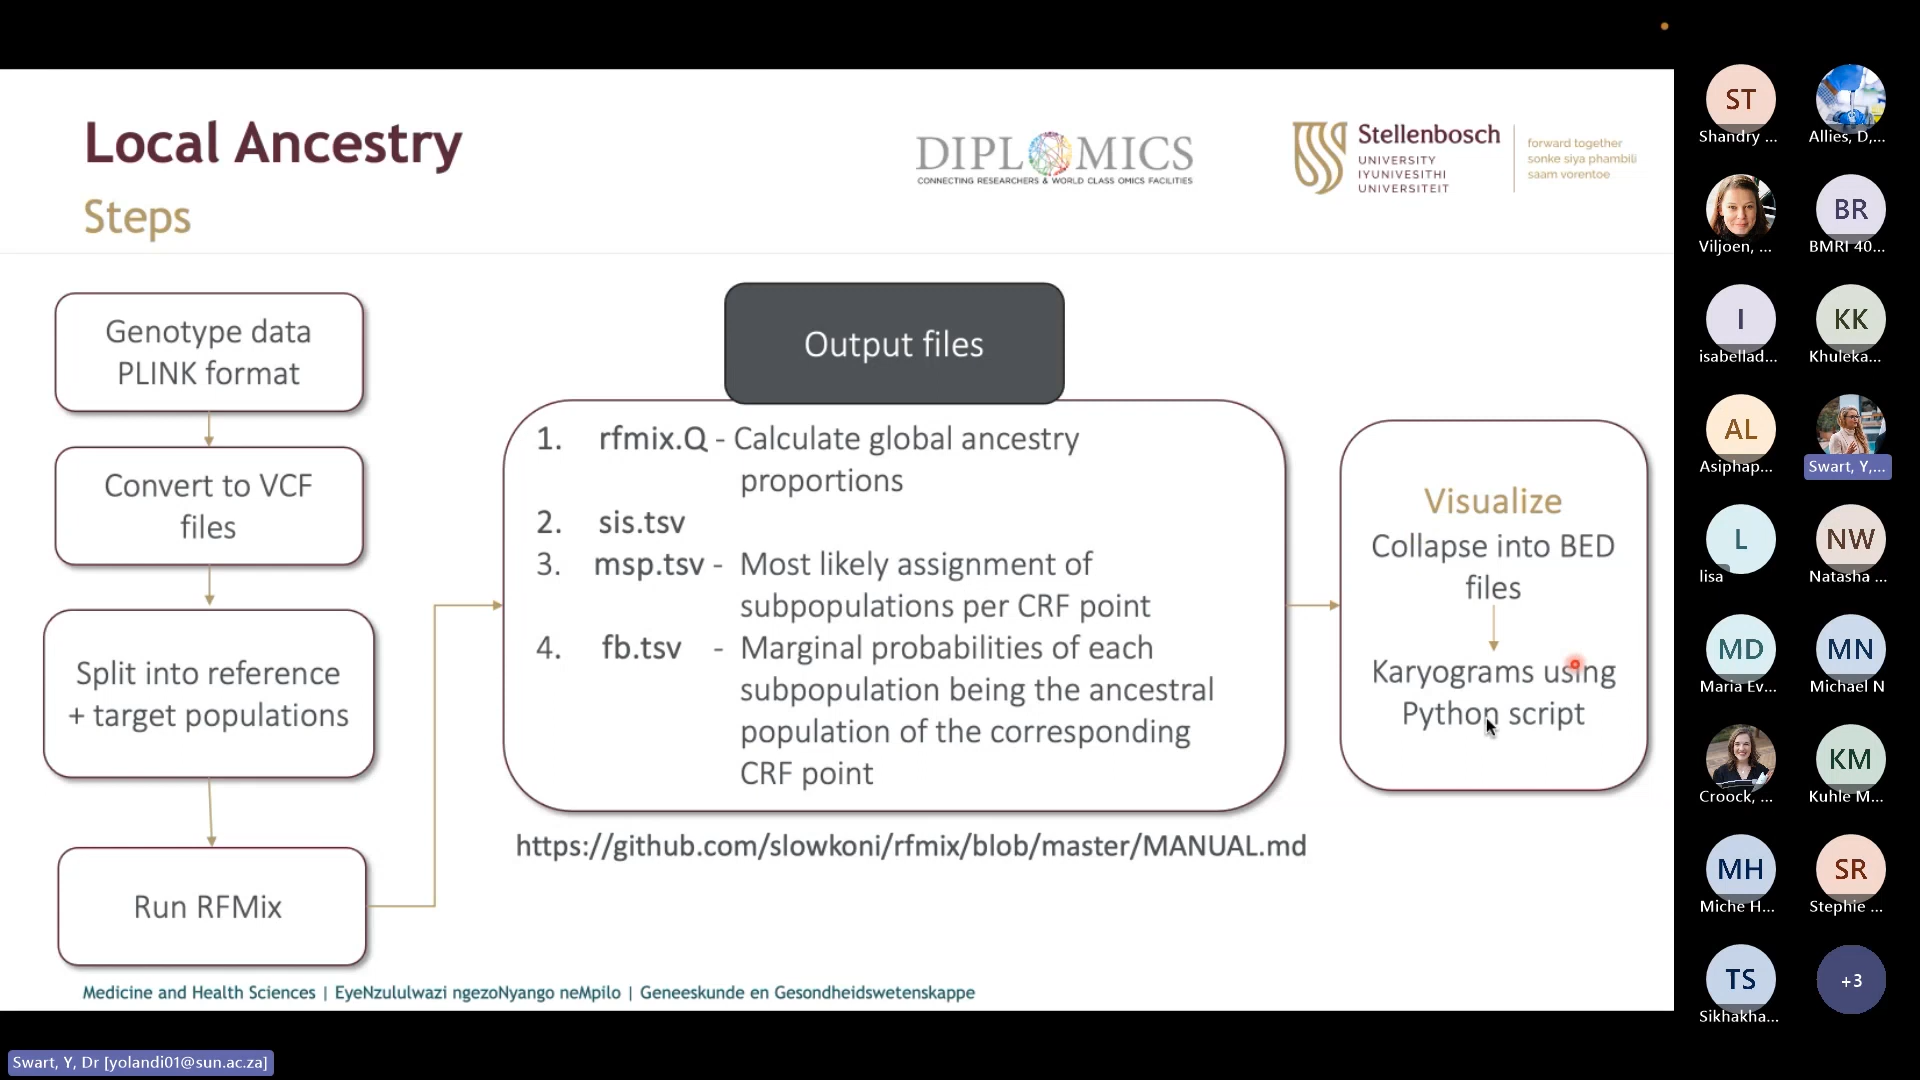 Local Ancestry
Steps
DIPLOMICS
CONNECTING RESEARCHERS & WORLD CLASS OMICS FACILITIES
Stellenbosch
UNIVERSITY
IYUNIVESITHI
UNIVERSITEIT
forward together
sonke siya phambili
saam vorentoe
Genotype data
PLINK format
Convert to VCF
files
Split into reference
+ target populations
Run RFMix
Output files
1. rfmix.Q - Calculate global ancestry
proportions
2. sis.tsv
3. msp.tsv - Most likely assignment of
subpopulations per CRF point
4. fb.tsv - Marginal probabilities of each
subpopulation being the ancestral
population of the corresponding
CRF point
https://github.com/slowkoni/rfmix/blob/master/MANUAL.md
Visualize
Collapse into BED
files
Karyograms using
Python script
Medicine and Health Sciences | EyeNzululwazi ngezoNyango neMpilo | Geneeskunde en Gesondheidswetenskappe
Swart, Y, Dr [yolandi01@sun.ac.za]
ST
Shandry ...
Allies, D,...
Viljoen, ...
BR
BMRI 40...
I
isabellad...
KK
Khuleka...
AL
Asiphap...
Swart, Y,...
L
lisa
NW
Natasha ...
MD
Maria Ev...
MN
Michael N
Croock, ...
KM
Kuhle M...
MH
Miche H...
SR
Stephie ...
TS
Sikhakha...
+3